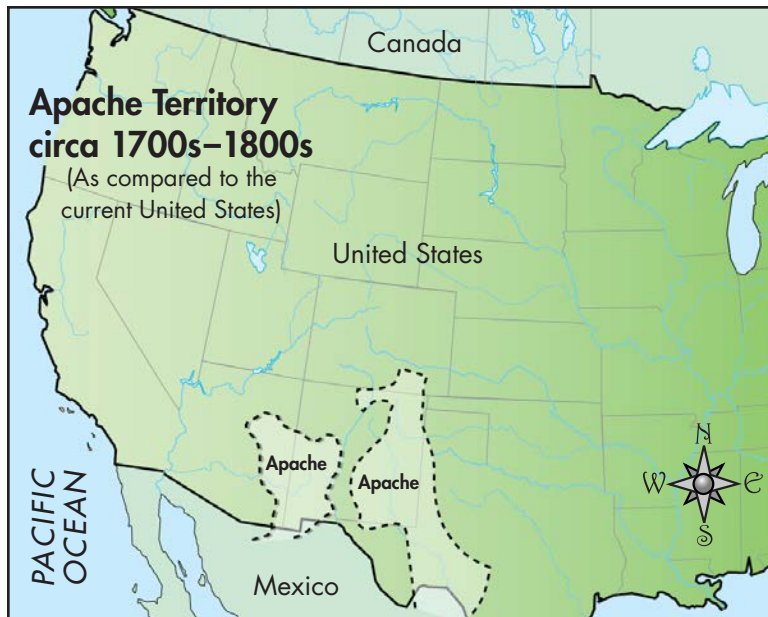 Canada
Apache Territory
circa 1700s–1800s
(As compared to the
current United States)
United States
Apache
Apache
N
W
E
S
PACIFIC
OCEAN
Mexico